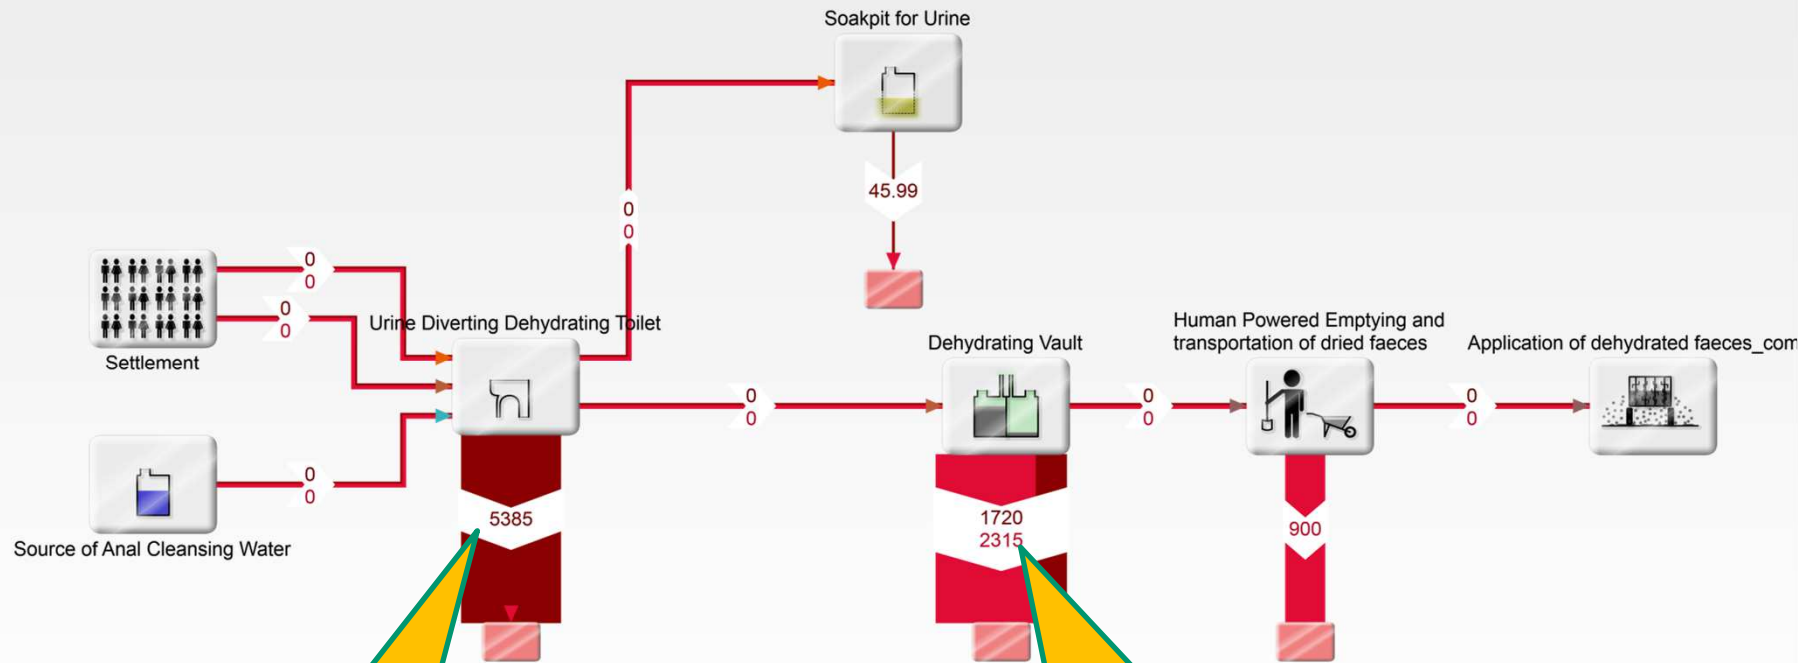 Soakpit for Urine
45.99
0
0
0
0
0
0
Urine Diverting Dehydrating Toilet
Settlement
Human Powered Emptying and
transportation of dried faeces
Dehydrating Vault
Application of dehydrated faeces_com
0
0
0
0
0
0
0
0
Source of Anal Cleansing Water
5385
1720
2315
900